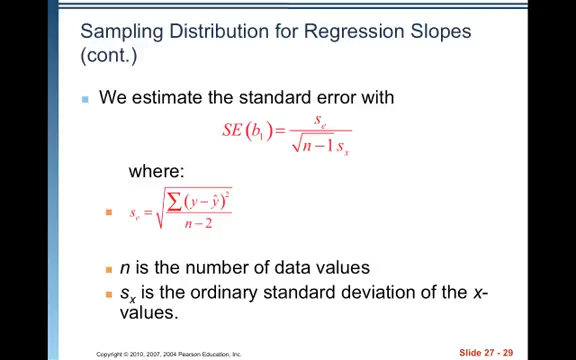 Sampling Distribution for Regression Slopes
(cont.)
■ We estimate the standard error with
SE(b₁) = sₑ / (√(n − 1) sₓ)
where:
■ sₑ = √(∑(y − ŷ)² / (n − 2))
■ n is the number of data values
■ sₓ is the ordinary standard deviation of the x-
values.
Copyright © 2010, 2007, 2004 Pearson Education, Inc.
Slide 27 - 29